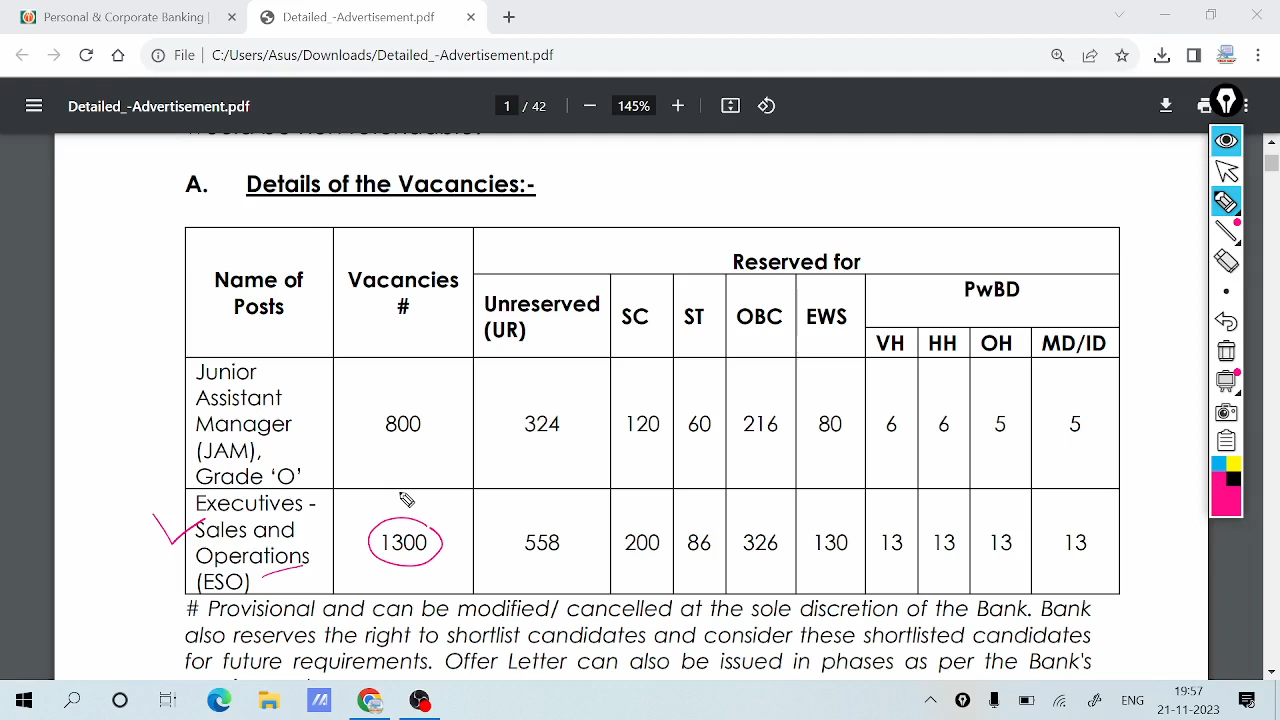 Personal & Corporate Banking |
Detailed_-Advertisement.pdf
File C:/Users/Asus/Downloads/Detailed_-Advertisement.pdf
Detailed_-Advertisement.pdf 1 / 42 145%
A. Details of the Vacancies:-
Name of Posts Vacancies # Reserved for
Unreserved (UR) SC ST OBC EWS PwBD
VH HH OH MD/ID
Junior
Assistant
Manager 800 324 120 60 216 80 6 6 5 5
(JAM),
Grade ‘O’
Executives -
Sales and
Operations 1300 558 200 86 326 130 13 13 13 13
(ESO)
# Provisional and can be modified/ cancelled at the sole discretion of the Bank. Bank
also reserves the right to shortlist candidates and consider these shortlisted candidates
for future requirements. Offer Letter can also be issued in phases as per the Bank's
ENG 19:57
21-11-2023